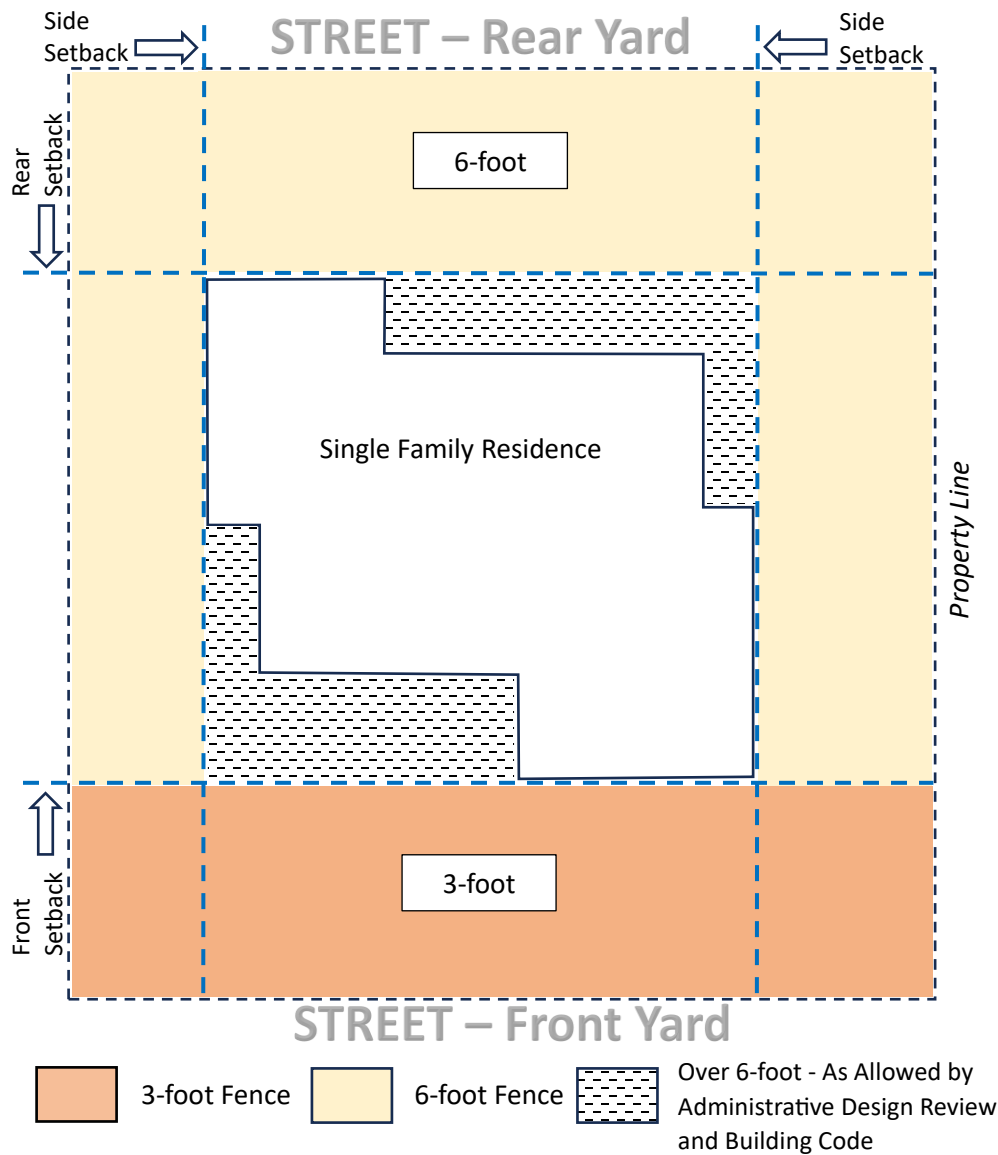 Side
Setback
STREET – Rear Yard
Side
Setback
Rear
Setback
6-foot
Single Family Residence
Property Line
Front
Setback
3-foot
STREET – Front Yard
3-foot Fence
6-foot Fence
Over 6-foot - As Allowed by
Administrative Design Review
and Building Code